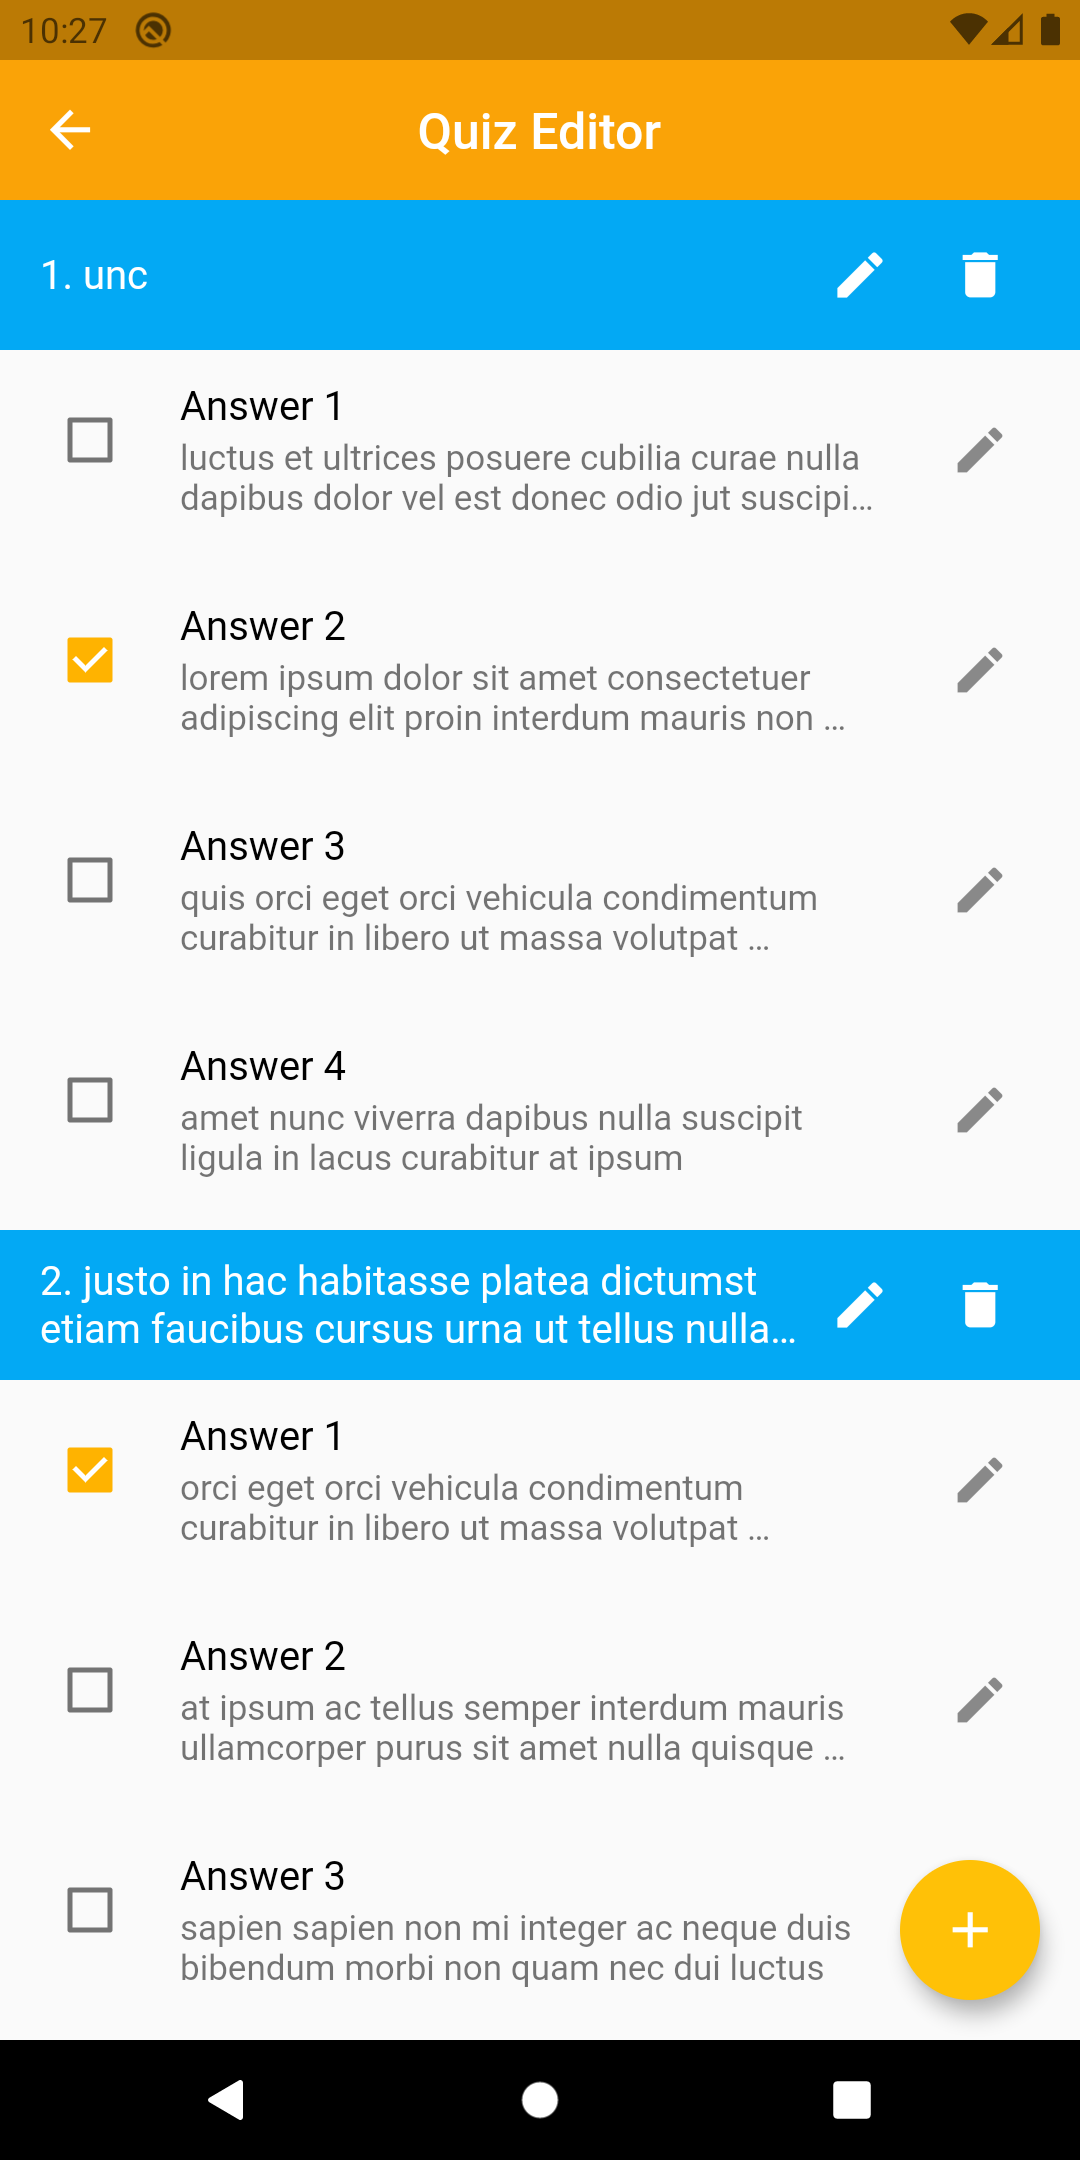 10:27
Quiz Editor
1. unc
Answer 1
luctus et ultrices posuere cubilia curae nulla
dapibus dolor vel est donec odio jut suscipi…
Answer 2
lorem ipsum dolor sit amet consectetuer
adipiscing elit proin interdum mauris non …
Answer 3
quis orci eget orci vehicula condimentum
curabitur in libero ut massa volutpat …
Answer 4
amet nunc viverra dapibus nulla suscipit
ligula in lacus curabitur at ipsum
2. justo in hac habitasse platea dictumst
etiam faucibus cursus urna ut tellus nulla…
Answer 1
orci eget orci vehicula condimentum
curabitur in libero ut massa volutpat …
Answer 2
at ipsum ac tellus semper interdum mauris
ullamcorper purus sit amet nulla quisque …
Answer 3
sapien sapien non mi integer ac neque duis
bibendum morbi non quam nec dui luctus